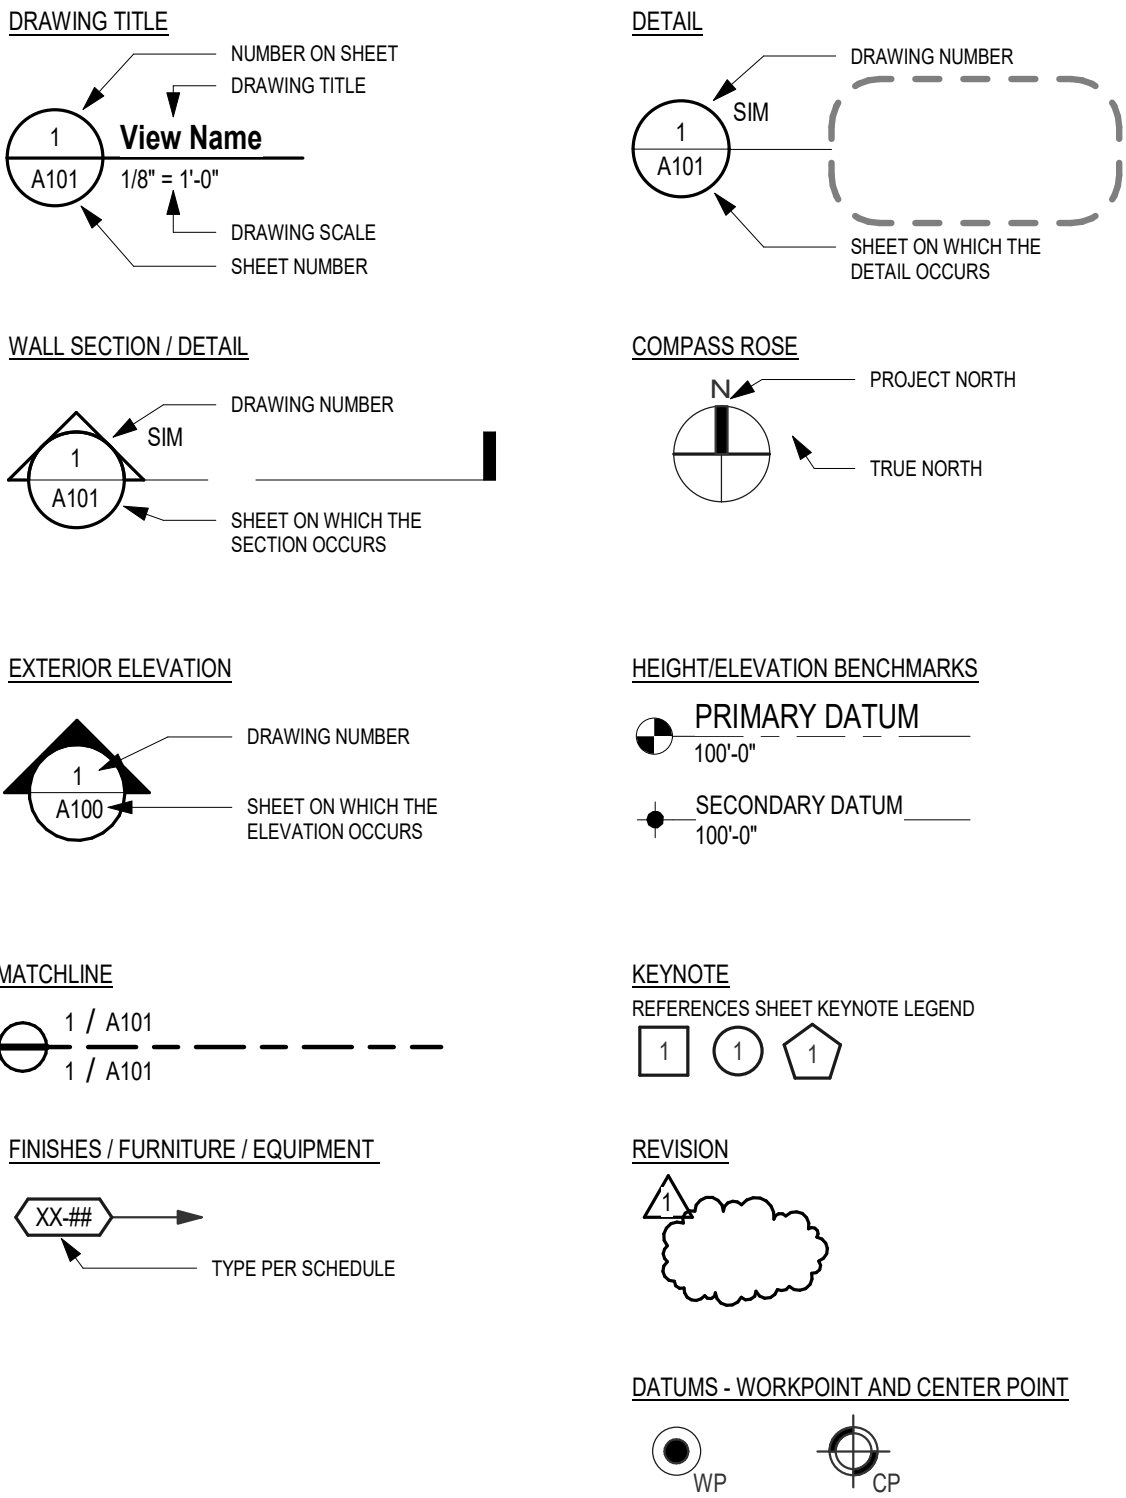 DRAWING TITLE
NUMBER ON SHEET
DRAWING TITLE
1
View Name
A101
1/8" = 1'-0"
DRAWING SCALE
SHEET NUMBER
DETAIL
DRAWING NUMBER
SIM
1
A101
SHEET ON WHICH THE
DETAIL OCCURS
WALL SECTION / DETAIL
DRAWING NUMBER
SIM
1
A101
SHEET ON WHICH THE
SECTION OCCURS
COMPASS ROSE
N
PROJECT NORTH
TRUE NORTH
EXTERIOR ELEVATION
DRAWING NUMBER
1
A100
SHEET ON WHICH THE
ELEVATION OCCURS
HEIGHT/ELEVATION BENCHMARKS
PRIMARY DATUM
100'-0"
SECONDARY DATUM
100'-0"
MATCHLINE
1 / A101
1 / A101
KEYNOTE
REFERENCES SHEET KEYNOTE LEGEND
1 1 1
FINISHES / FURNITURE / EQUIPMENT
XX-##
TYPE PER SCHEDULE
REVISION
1
DATUMS - WORKPOINT AND CENTER POINT
WP CP